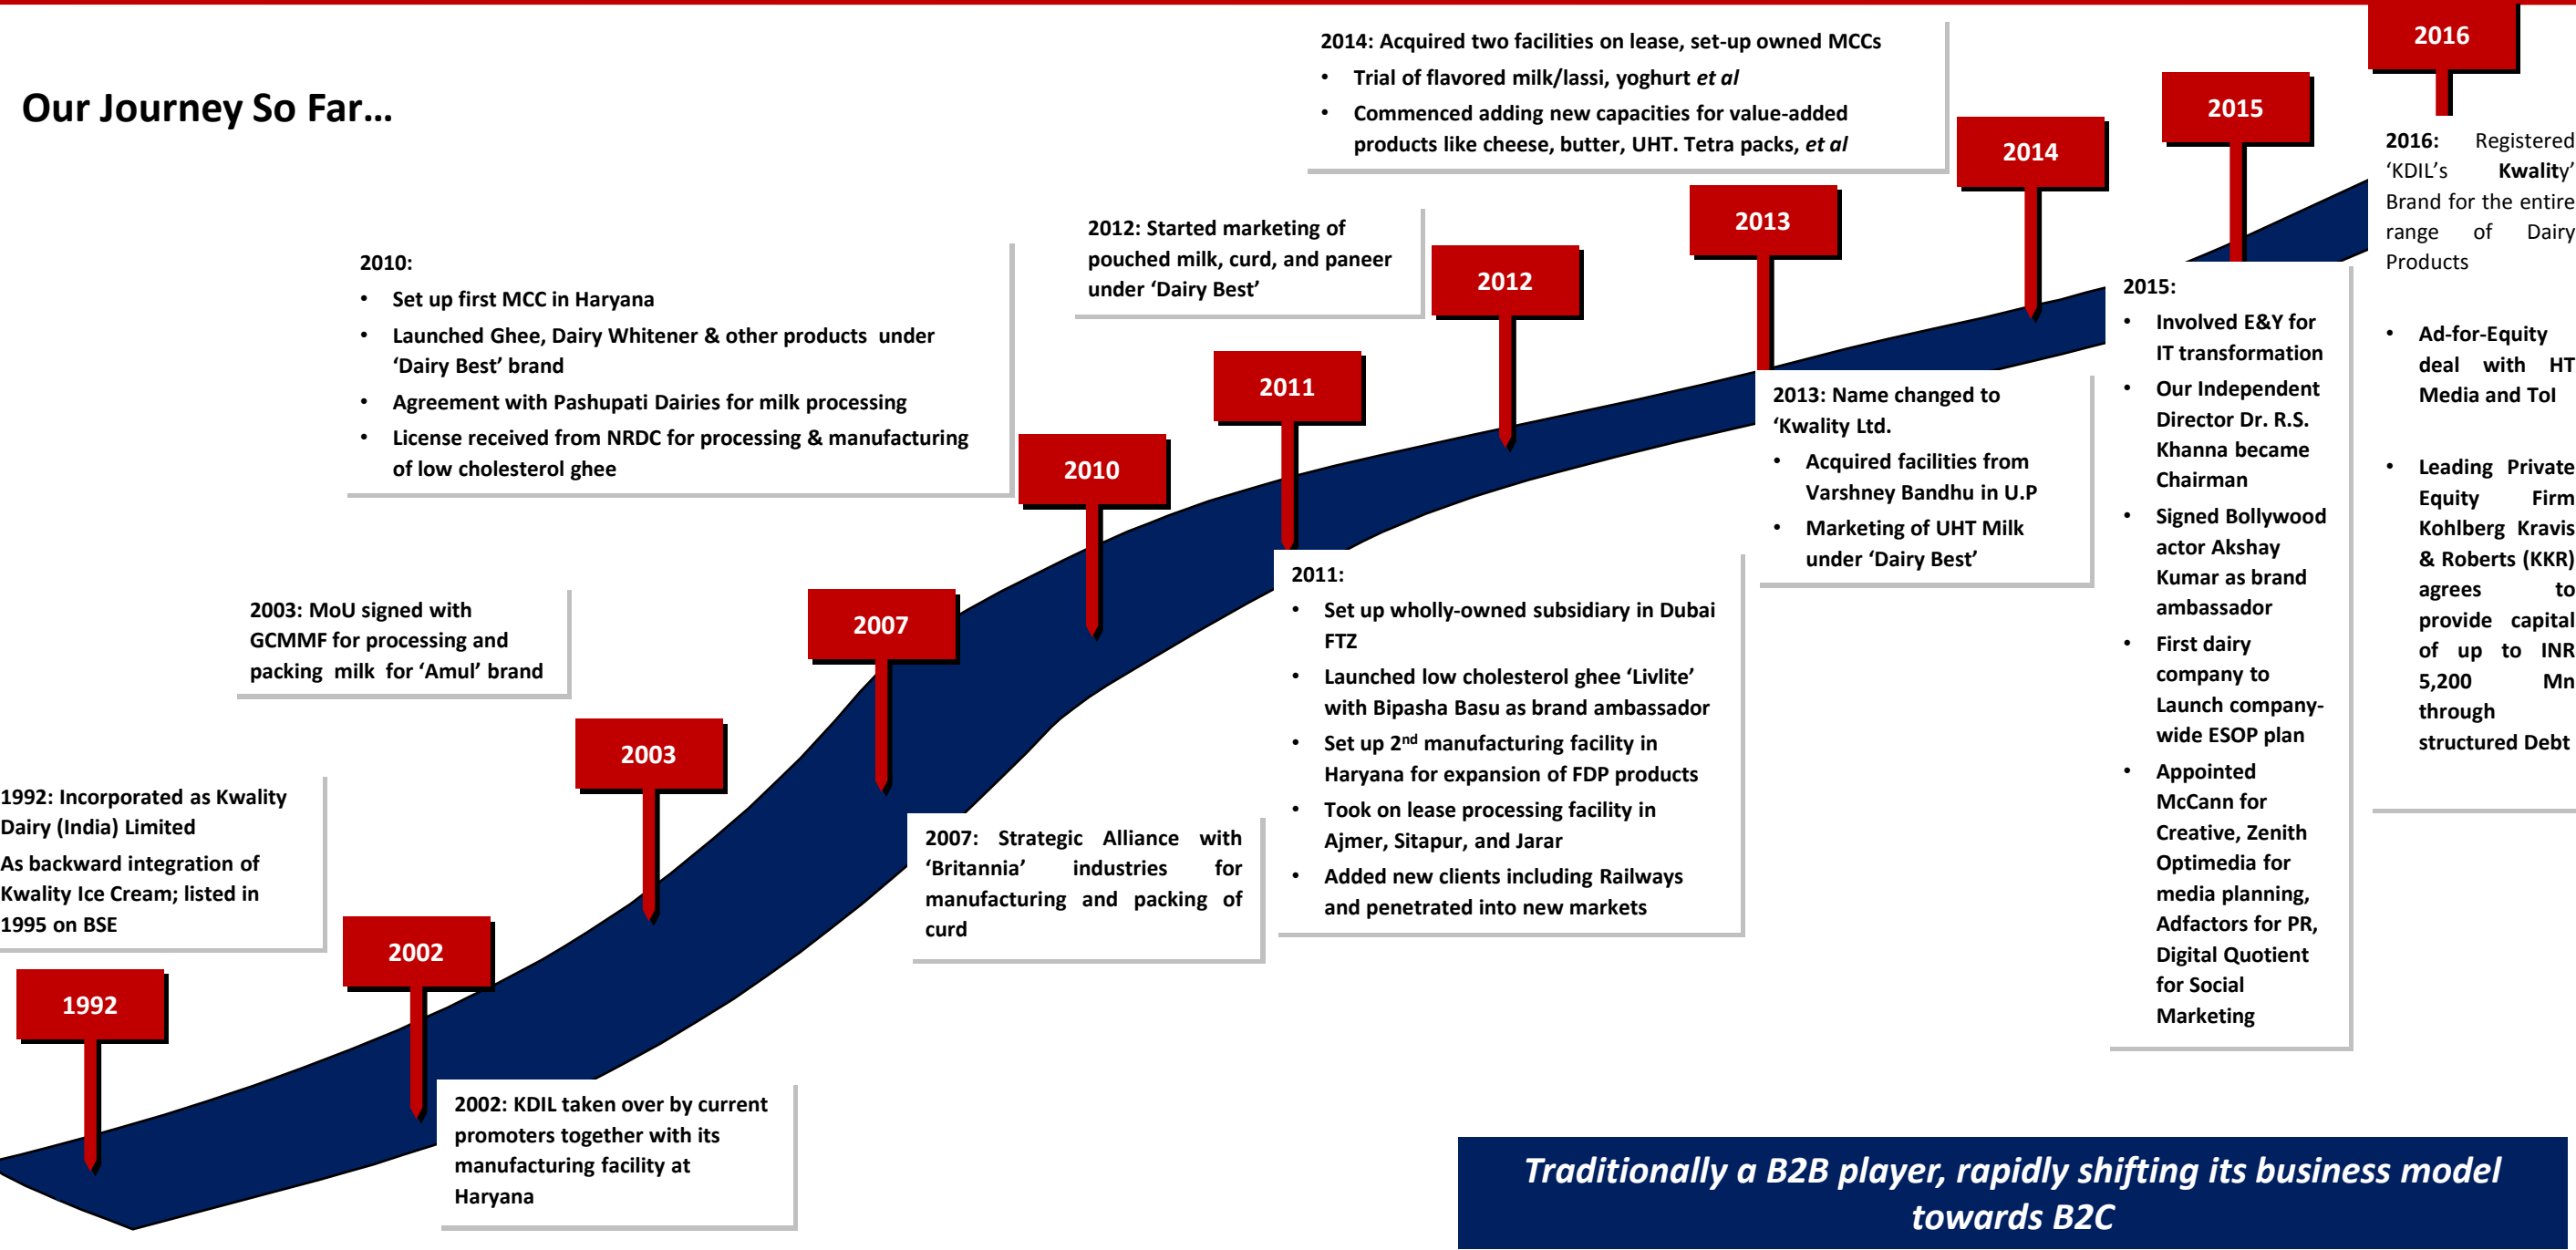 Our Journey So Far...
1992: Incorporated as Kwality
Dairy (India) Limited
As backward integration of
Kwality Ice Cream; listed in
1995 on BSE
1992
2002
2002: KDIL taken over by current
promoters together with its
manufacturing facility at
Haryana
2003: MoU signed with
GCMMF for processing and
packing milk for ‘Amul’ brand
2003
2007
2007: Strategic Alliance with
‘Britannia’ industries for
manufacturing and packing of
curd
2010:
• Set up first MCC in Haryana
• Launched Ghee, Dairy Whitener & other products under
‘Dairy Best’ brand
• Agreement with Pashupati Dairies for milk processing
• License received from NRDC for processing & manufacturing
of low cholesterol ghee
2010
2011
2011:
• Set up wholly-owned subsidiary in Dubai
FTZ
• Launched low cholesterol ghee ‘Livlite’
with Bipasha Basu as brand ambassador
• Set up 2nd manufacturing facility in
Haryana for expansion of FDP products
• Took on lease processing facility in
Ajmer, Sitapur, and Jarar
• Added new clients including Railways
and penetrated into new markets
2012: Started marketing of
pouched milk, curd, and paneer
under ‘Dairy Best’
2012
2013
2013: Name changed to
‘Kwality Ltd.
• Acquired facilities from
Varshney Bandhu in U.P
• Marketing of UHT Milk
under ‘Dairy Best’
2014: Acquired two facilities on lease, set-up owned MCCs
• Trial of flavored milk/lassi, yoghurt et al
• Commenced adding new capacities for value-added
products like cheese, butter, UHT. Tetra packs, et al
2014
2015
2015:
• Involved E&Y for
IT transformation
• Our Independent
Director Dr. R.S.
Khanna became
Chairman
• Signed Bollywood
actor Akshay
Kumar as brand
ambassador
• First dairy
company to
Launch company-
wide ESOP plan
• Appointed
McCann for
Creative, Zenith
Optimedia for
media planning,
Adfactors for PR,
Digital Quotient
for Social
Marketing
2016
2016: Registered
‘KDIL’s Kwality’
Brand for the entire
range of Dairy
Products
• Ad-for-Equity
deal with HT
Media and ToI
• Leading Private
Equity Firm
Kohlberg Kravis
& Roberts (KKR)
agrees to
provide capital
of up to INR
5,200 Mn
through
structured Debt
Traditionally a B2B player, rapidly shifting its business model
towards B2C